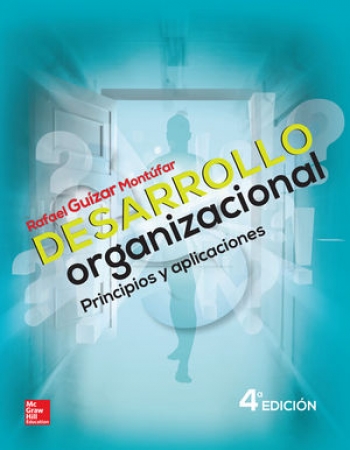 Rafael Guízar Montúfar
DESARROLLO
organizacional
Principios y aplicaciones
Mc
Graw
Hill
Education
4ª EDICIÓN